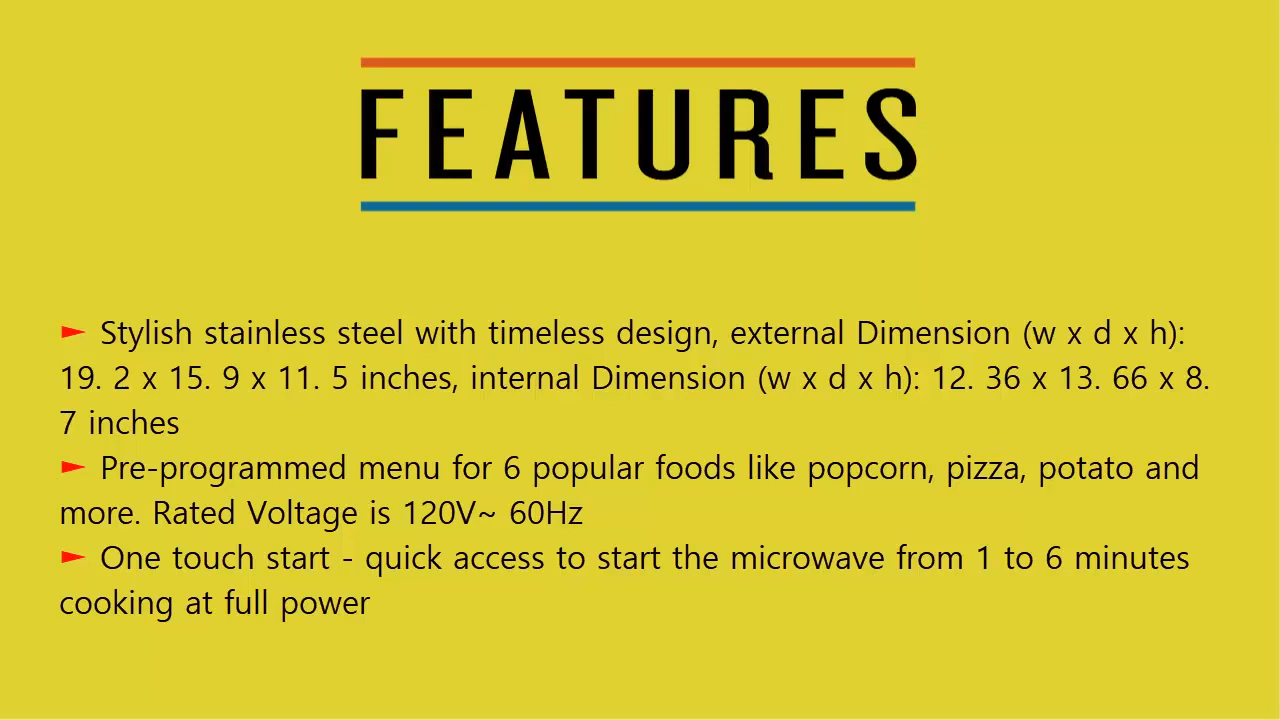 FEATURES
► Stylish stainless steel with timeless design, external Dimension (w x d x h):
19. 2 x 15. 9 x 11. 5 inches, internal Dimension (w x d x h): 12. 36 x 13. 66 x 8.
7 inches
► Pre-programmed menu for 6 popular foods like popcorn, pizza, potato and
more. Rated Voltage is 120V~ 60Hz
► One touch start - quick access to start the microwave from 1 to 6 minutes
cooking at full power